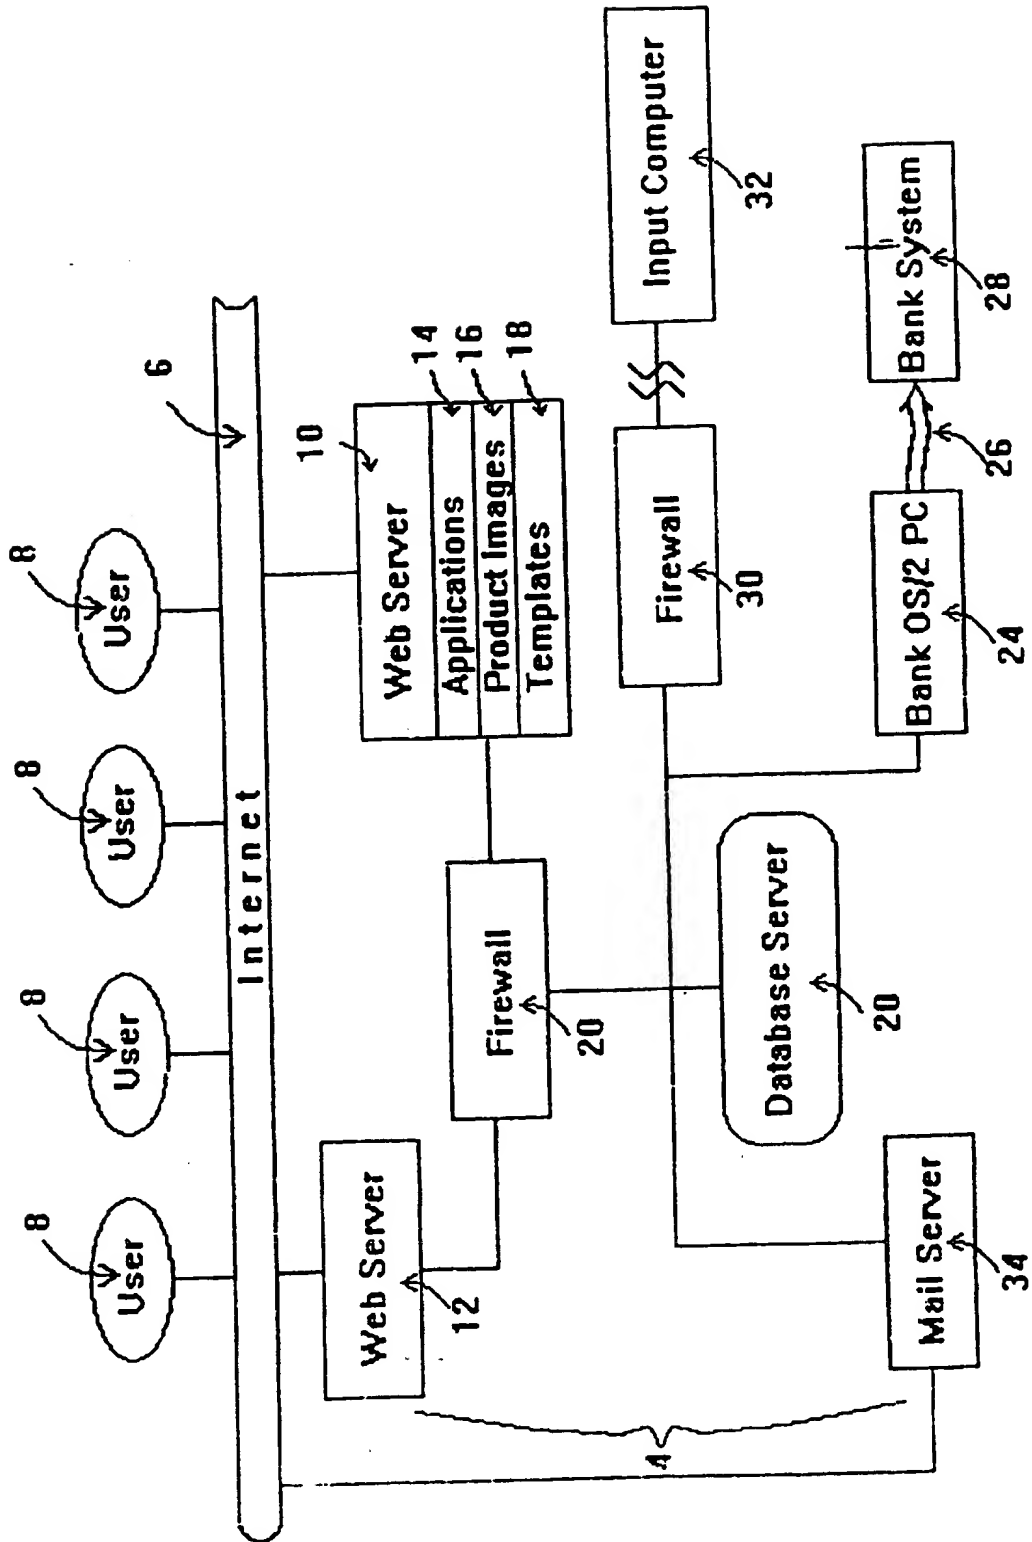 8
8
8
8
User
User
User
User
6
Internet
Web Server
12
10
Web Server
Applications
14
Product Images
16
Templates
18
Firewall
20
Firewall
30
Input Computer
32
4
Database Server
20
Mail Server
34
Bank OS/2 PC
24
26
Bank System
28